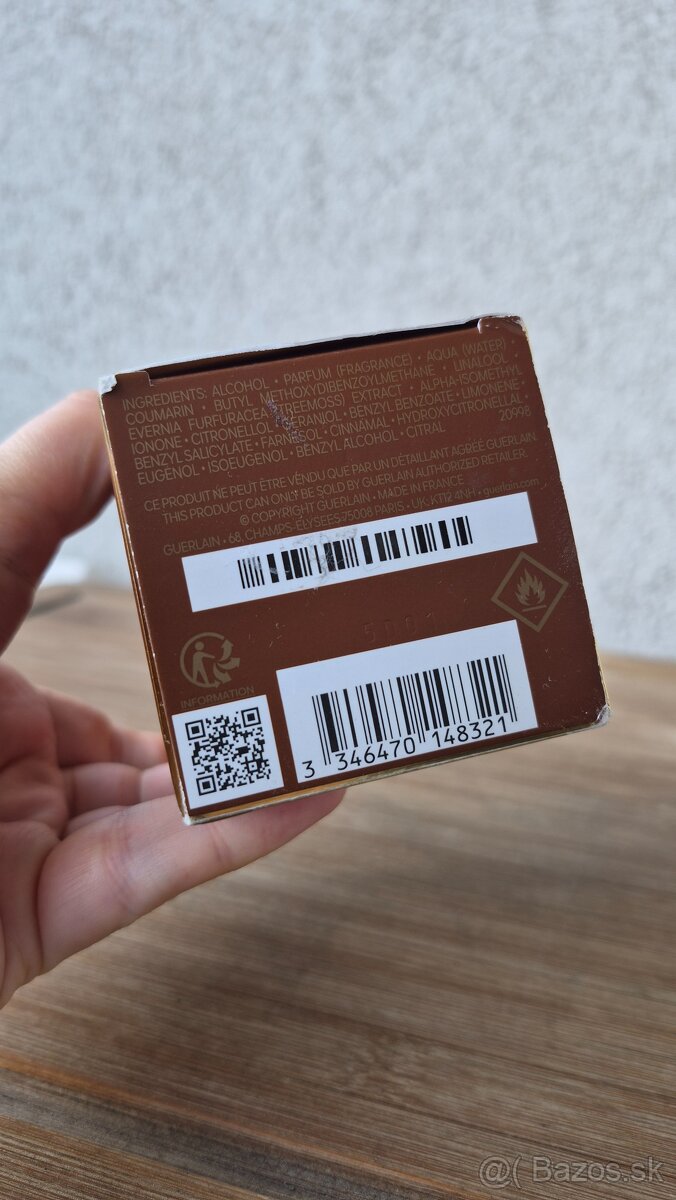 INGREDIENTS: ALCOHOL • PARFUM (FRAGRANCE) • AQUA (WATER)
COUMARIN • BUTYL METHOXYDIBENZOYLMETHANE • LINALOOL •
EVERNIA FURFURACEA (TREEMOSS) EXTRACT • ALPHA-ISOMETHYL
IONONE • CITRONELLOL • GERANIOL • BENZYL BENZOATE • LIMONENE •
BENZYL SALICYLATE • FARNESOL • CINNAMAL • HYDROXYCITRONELLAL
EUGENOL • ISOEUGENOL • BENZYL ALCOHOL • CITRAL 20998
CE PRODUIT NE PEUT ÊTRE VENDU QUE PAR UN DÉTAILLANT AGRÉÉ GUERLAIN.
THIS PRODUCT CAN ONLY BE SOLD BY GUERLAIN AUTHORIZED RETAILER.
© COPYRIGHT GUERLAIN • MADE IN FRANCE
GUERLAIN • 68, CHAMPS-ELYSEES 75008 PARIS • UK: KT12 4NH • guerlain.com
5D01
INFORMATION
3 346470 148321
@( Bazos.sk